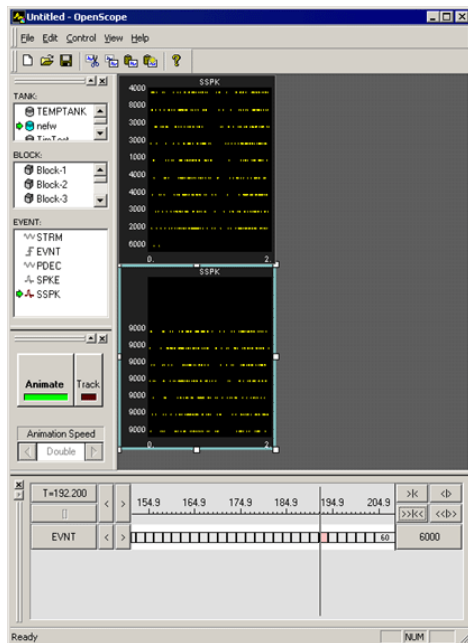 Untitled - OpenScope
File Edit Control View Help
TANK:
TEMPTANK
nefw
TimTest
BLOCK:
Block-1
Block-2
Block-3
EVENT:
STRM
EVNT
PDEC
SPKE
SSPK
Animate Track
Animation Speed
Double
SSPK
4000
8000
3000
3000
1000
4000
4000
3000
2000
6000
0. 2.
SSPK
9000
9000
9000
9000
9000
9000
9000
0. 2.
T=192.200
154.9 164.9 174.9 184.9 194.9 204.9
EVNT
60
6000
Ready
NUM